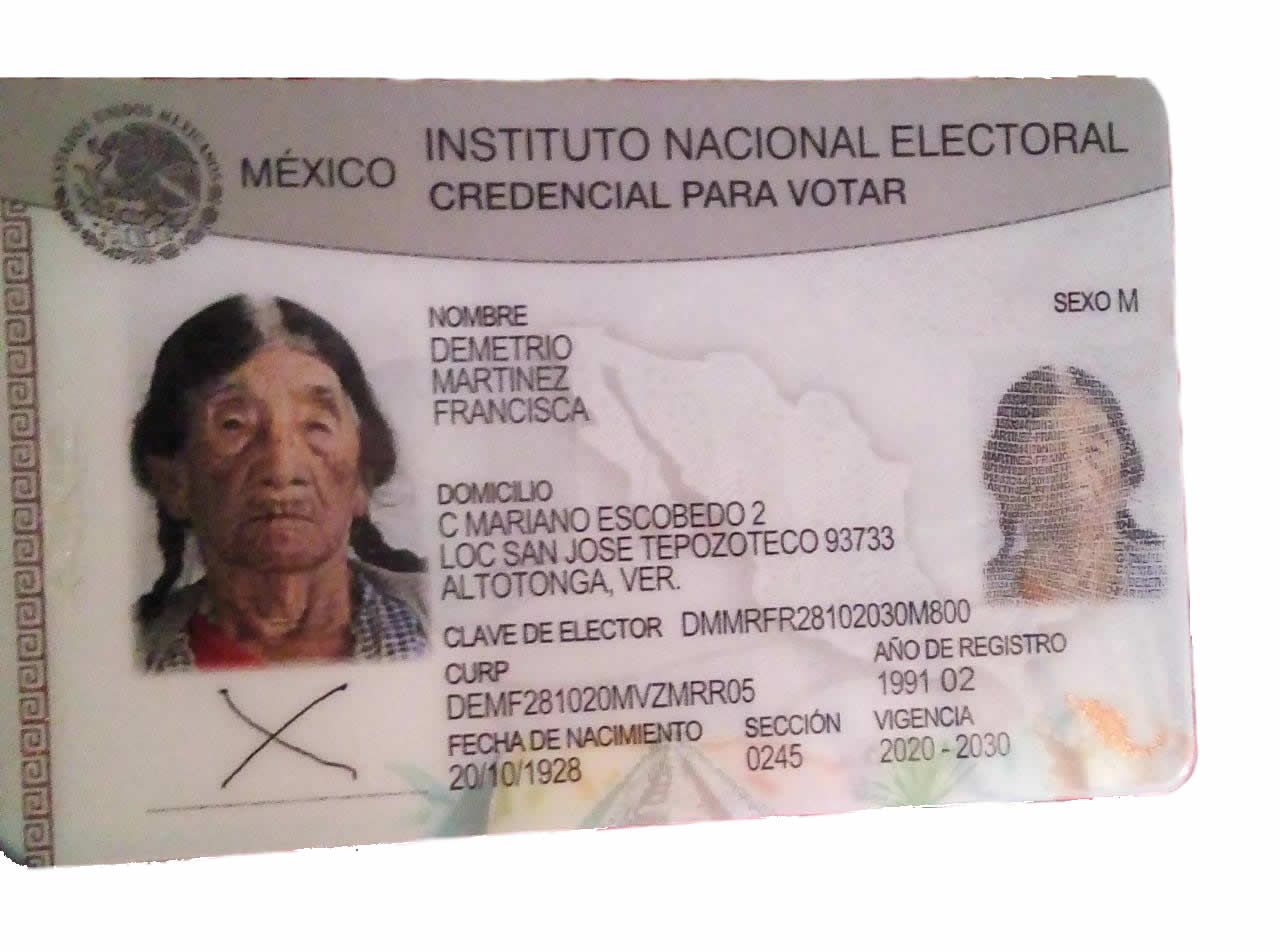 ESTADOS UNIDOS MEXICANOS
MÉXICO
INSTITUTO NACIONAL ELECTORAL
CREDENCIAL PARA VOTAR
SEXO M
NOMBRE
DEMETRIO
MARTINEZ
FRANCISCA
DOMICILIO
C MARIANO ESCOBEDO 2
LOC SAN JOSE TEPOZOTECO 93733
ALTOTONGA, VER.
CLAVE DE ELECTOR DMMRFR28102030M800
CURP
DEMF281020MVZMRR05
AÑO DE REGISTRO
1991 02
FECHA DE NACIMIENTO
20/10/1928
SECCIÓN
0245
VIGENCIA
2020 - 2030